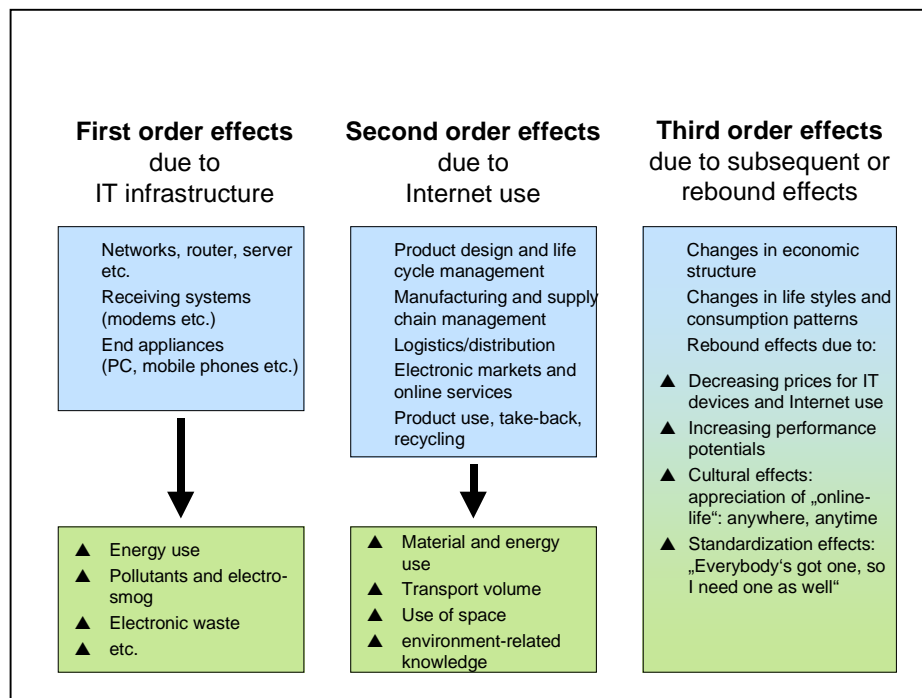 First order effects
due to
IT infrastructure
Networks, router, server
etc.
Receiving systems
(modems etc.)
End appliances
(PC, mobile phones etc.)
▲ Energy use
▲ Pollutants and electro-
smog
▲ Electronic waste
▲ etc.
Second order effects
due to
Internet use
Product design and life
cycle management
Manufacturing and supply
chain management
Logistics/distribution
Electronic markets and
online services
Product use, take-back,
recycling
▲ Material and energy
use
▲ Transport volume
▲ Use of space
▲ environment-related
knowledge
Third order effects
due to subsequent or
rebound effects
Changes in economic
structure
Changes in life styles and
consumption patterns
Rebound effects due to:
▲ Decreasing prices for IT
devices and Internet use
▲ Increasing performance
potentials
▲ Cultural effects:
appreciation of „online-
life“: anywhere, anytime
▲ Standardization effects:
„Everybody‘s got one, so
I need one as well“